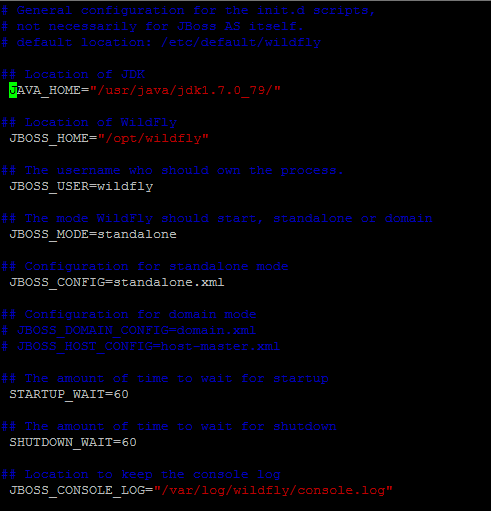 # General configuration for the init.d scripts,
# not necessarily for JBoss AS itself.
# default location: /etc/default/wildfly
## Location of JDK
JAVA_HOME="/usr/java/jdk1.7.0_79/"
## Location of WildFly
JBOSS_HOME="/opt/wildfly"
## The username who should own the process.
JBOSS_USER=wildfly
## The mode WildFly should start, standalone or domain
JBOSS_MODE=standalone
## Configuration for standalone mode
JBOSS_CONFIG=standalone.xml
## Configuration for domain mode
# JBOSS_DOMAIN_CONFIG=domain.xml
# JBOSS_HOST_CONFIG=host-master.xml
## The amount of time to wait for startup
STARTUP_WAIT=60
## The amount of time to wait for shutdown
SHUTDOWN_WAIT=60
## Location to keep the console log
JBOSS_CONSOLE_LOG="/var/log/wildfly/console.log"